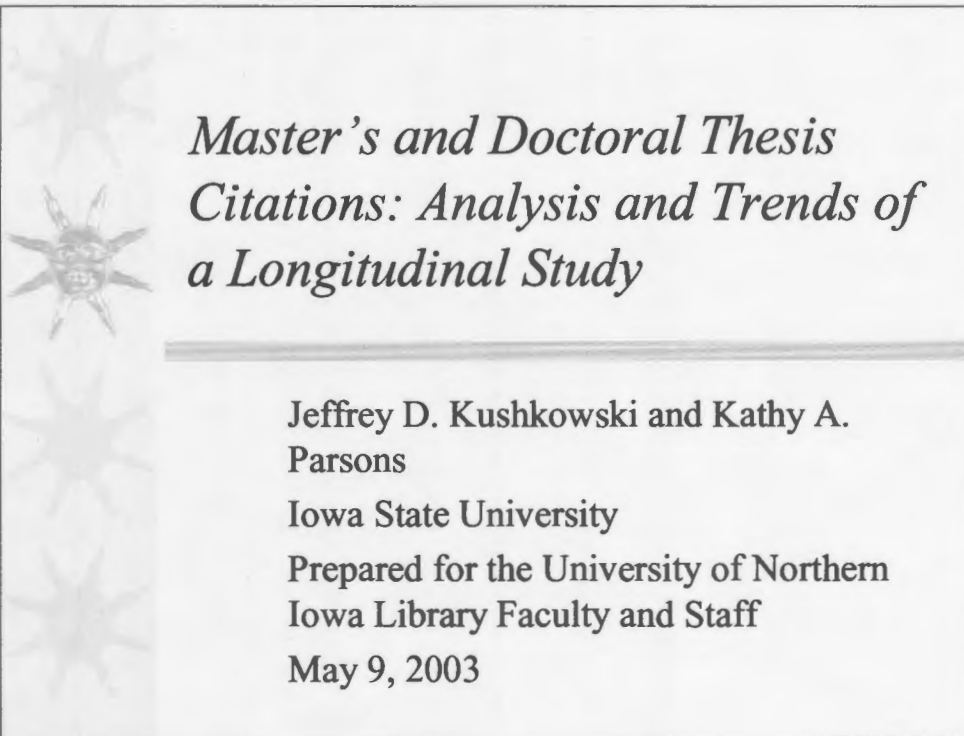 Master's and Doctoral Thesis
Citations: Analysis and Trends of
a Longitudinal Study
Jeffrey D. Kushkowski and Kathy A.
Parsons
Iowa State University
Prepared for the University of Northern
Iowa Library Faculty and Staff
May 9, 2003